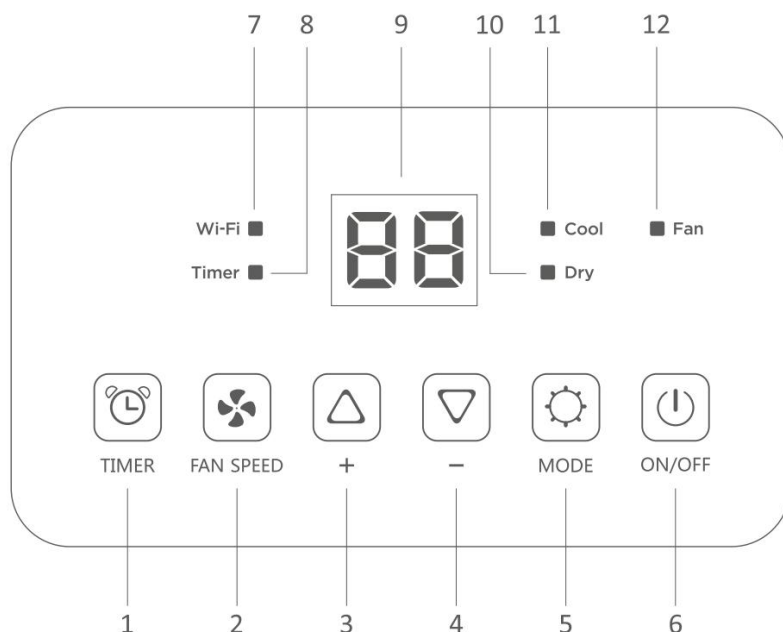 7 8 9 10 11 12
Wi-Fi 88 Cool Fan
Timer Dry
TIMER FAN SPEED + − MODE ON/OFF
1 2 3 4 5 6